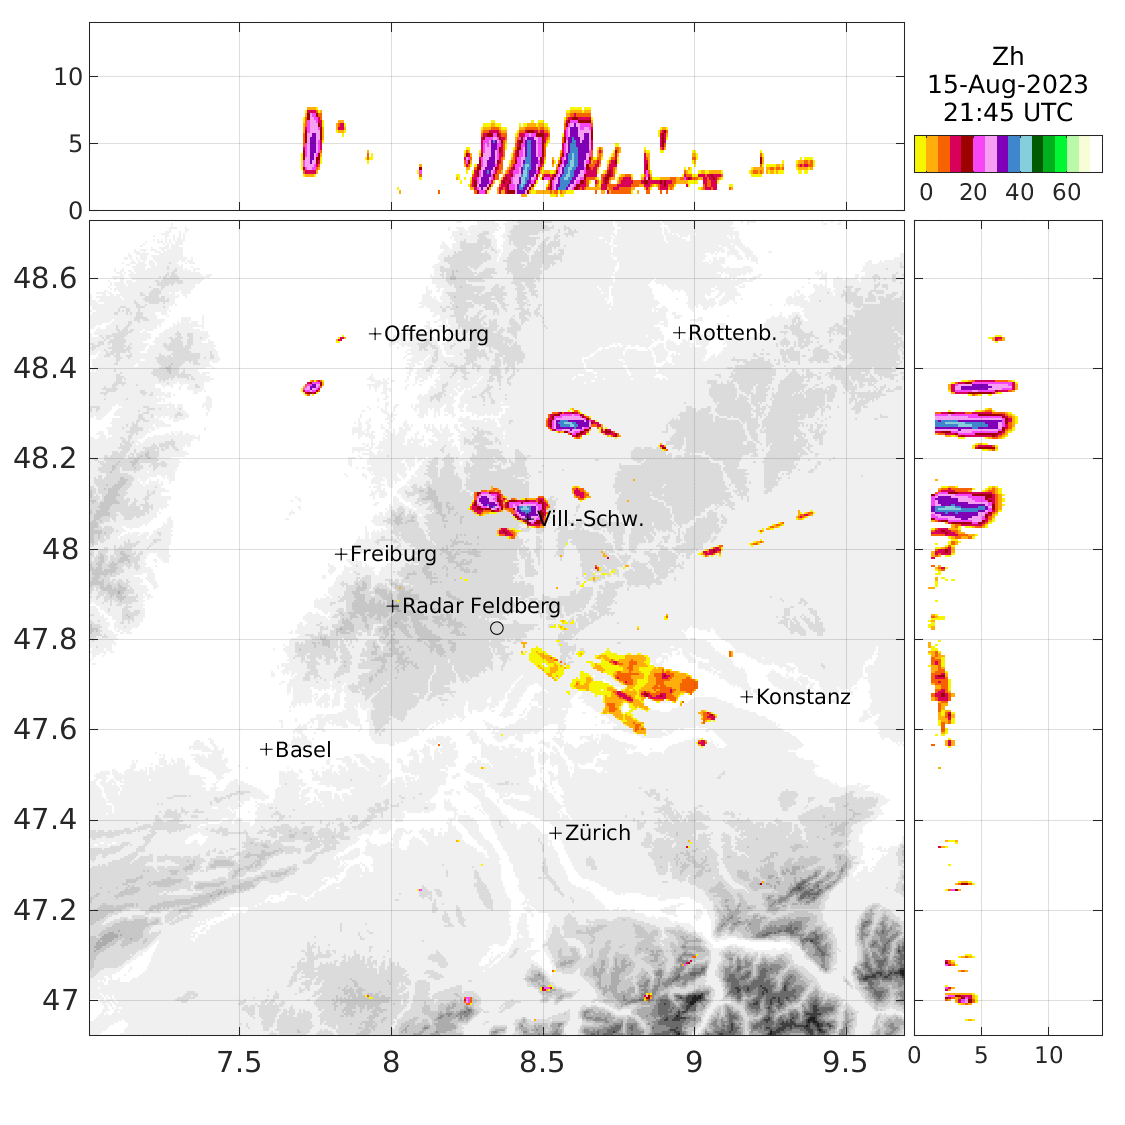 10
5
0
Zh
15-Aug-2023
21:45 UTC
0 20 40 60
48.6
48.4
48.2
48
47.8
47.6
47.4
47.2
47
Offenburg
Rottenb.
Vill.-Schw.
Freiburg
Radar Feldberg
Konstanz
Basel
Zürich
7.5 8 8.5 9 9.5
0 5 10